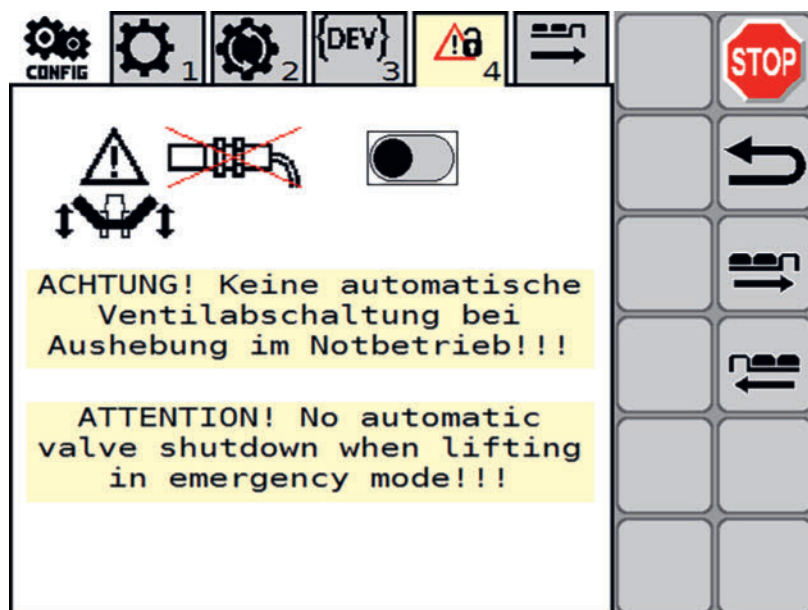 CONFIG
1
2
{DEV}
3
4
STOP
ACHTUNG! Keine automatische
Ventilabschaltung bei
Aushebung im Notbetrieb!!!
ATTENTION! No automatic
valve shutdown when lifting
in emergency mode!!!